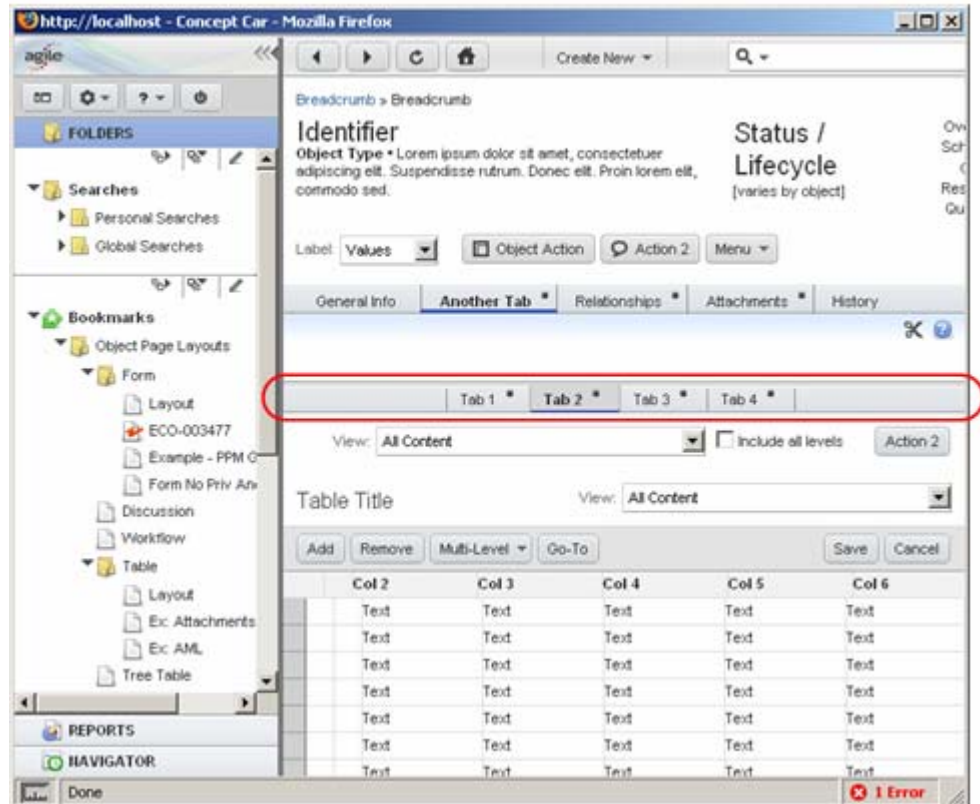 http://localhost - Concept Car - Mozilla Firefox
agile
Create New
Breadcrumb » Breadcrumb
Identifier
Object Type • Lorem ipsum dolor sit amet, consectetuer
adipiscing elit. Suspendisse rutrum. Donec elit. Proin lorem elit,
commodo sed.
Status /
Lifecycle
[varies by object]
Label: Values Object Action Action 2 Menu
General Info Another Tab Relationships Attachments History
Tab 1 Tab 2 Tab 3 Tab 4
View: All Content Include all levels Action 2
Table Title View: All Content
Add Remove Multi-Level Go-To Save Cancel
Col 2 Col 3 Col 4 Col 5 Col 6
Text Text Text Text Text
Text Text Text Text Text
Text Text Text Text Text
Text Text Text Text Text
Text Text Text Text Text
Text Text Text Text Text
Text Text Text Text Text
FOLDERS
Searches
Personal Searches
Global Searches
Bookmarks
Object Page Layouts
Form
Layout
ECO-003477
Example - PPM
Form No Priv
Discussion
Workflow
Table
Layout
Ex: Attachments
Ex: AML
Tree Table
REPORTS
NAVIGATOR
Done
1 Error